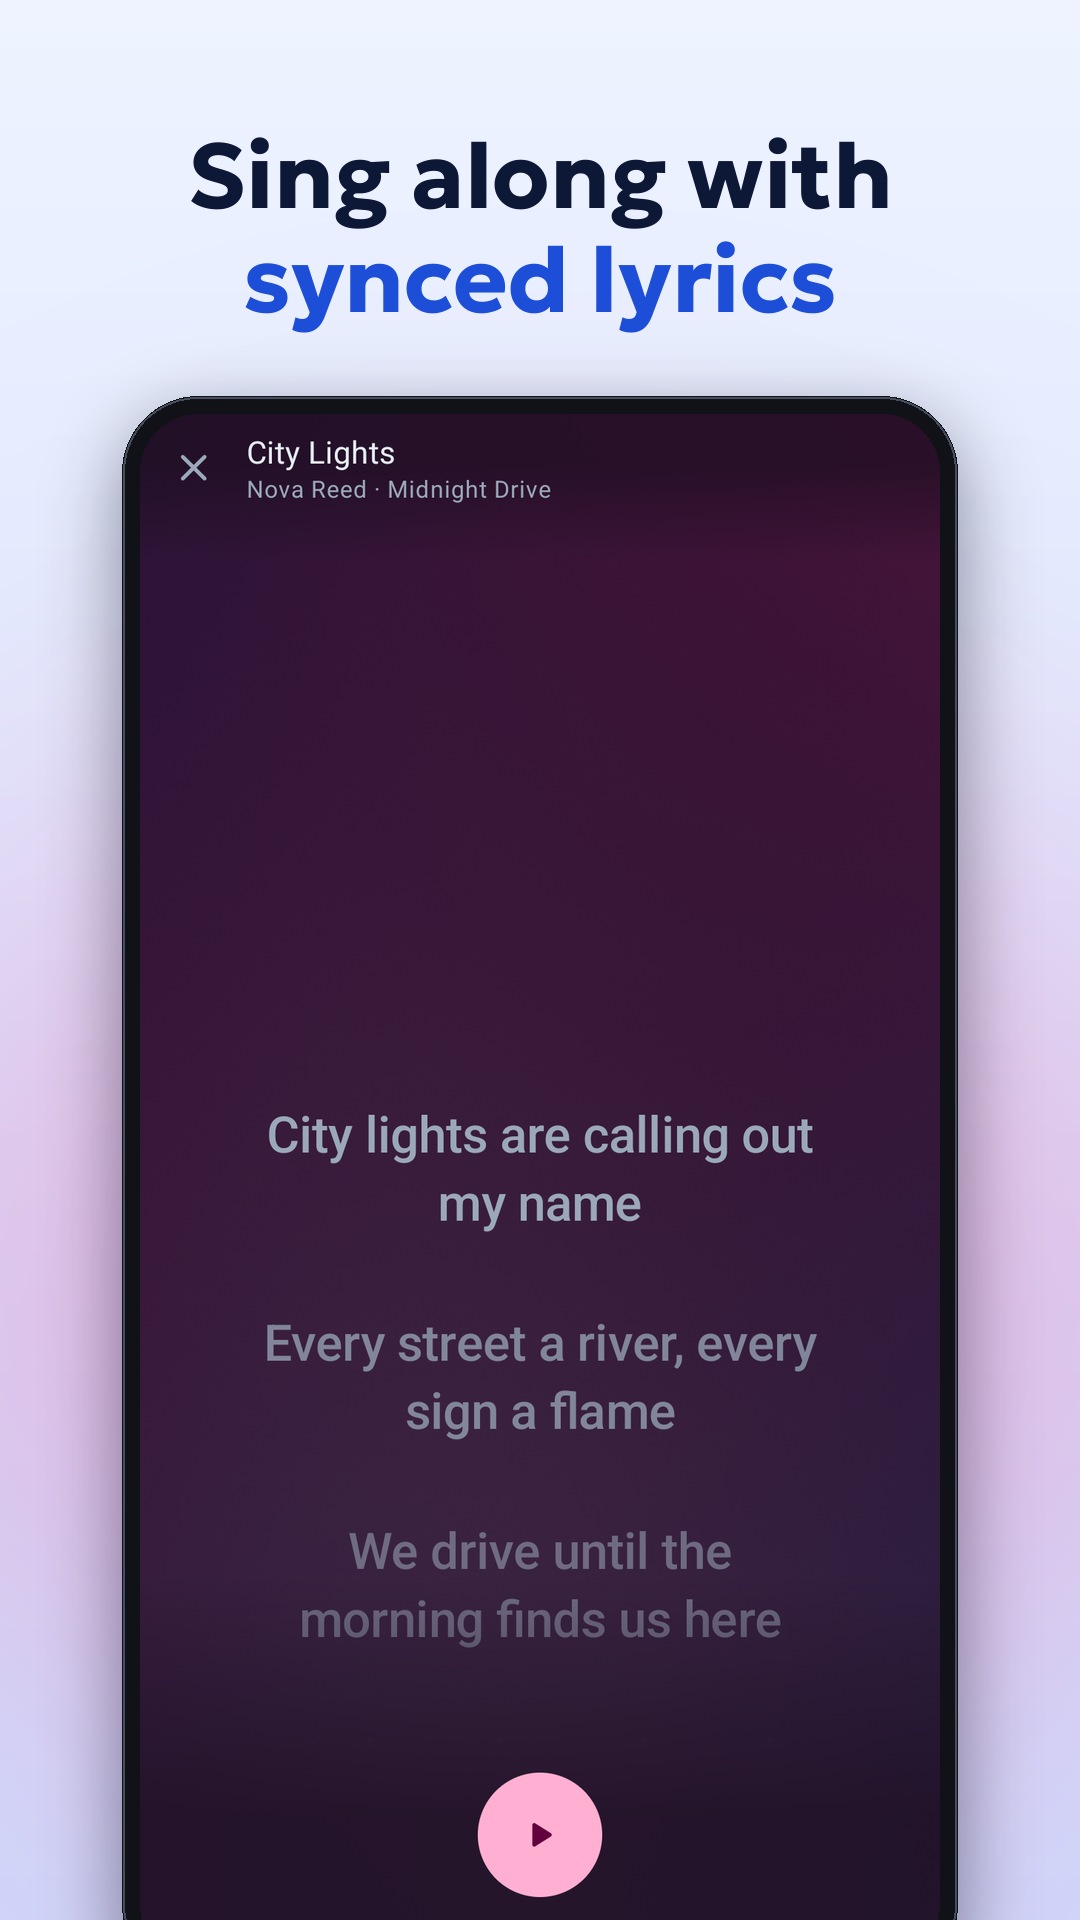 Sing along with
synced lyrics
City Lights
Nova Reed · Midnight Drive
City lights are calling out
my name
Every street a river, every
sign a flame
We drive until the
morning finds us here